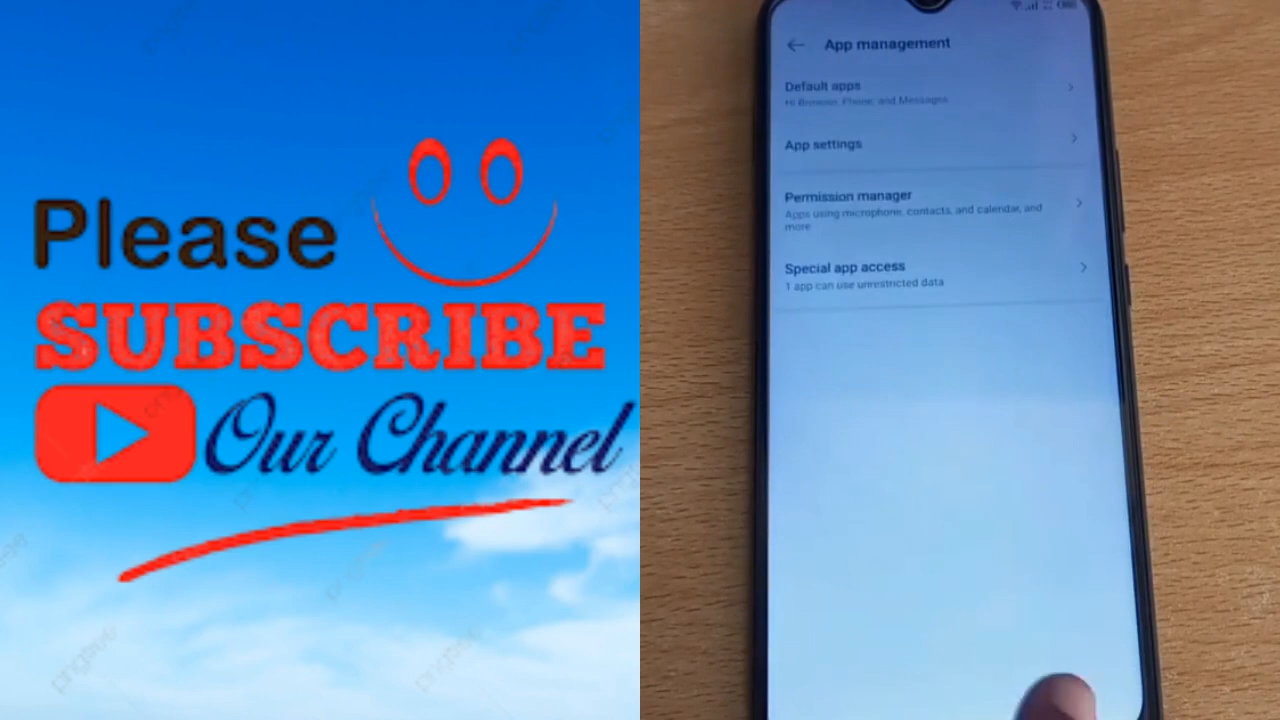 Please
SUBSCRIBE
Our Channel
App management
Default apps
Hi Browser, Phone, and Messages
App settings
Permission manager
Apps using microphone, contacts, and calendar, and
more
Special app access
1 app can use unrestricted data